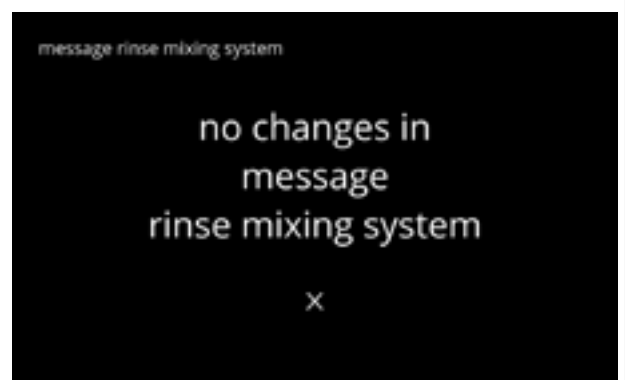 message rinse mixing system
no changes in
message
rinse mixing system
x